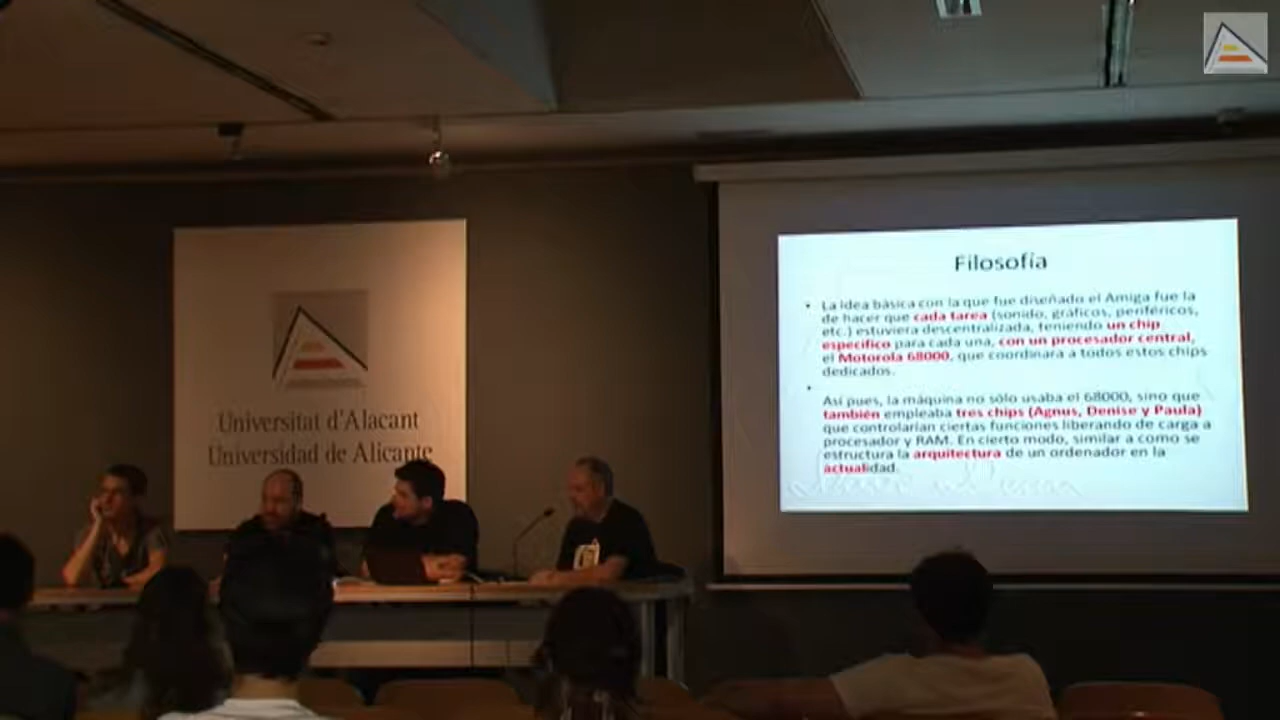 Universitat d'Alacant
Universidad de Alicante
Filosofía
• La idea básica con la que fue diseñado el Amiga fue la
de hacer que cada tarea (sonido, gráficos, periféricos,
etc.) estuviera descentralizada, teniendo un chip
específico para cada una, con un procesador central,
el Motorola 68000, que coordinara a todos estos chips
dedicados.
•
Así pues, la máquina no sólo usaba el 68000, sino que
también empleaba tres chips (Agnus, Denise y Paula)
que controlarían ciertas funciones liberando de carga a
procesador y RAM. En cierto modo, similar a como se
estructura la arquitectura de un ordenador en la
actualidad.